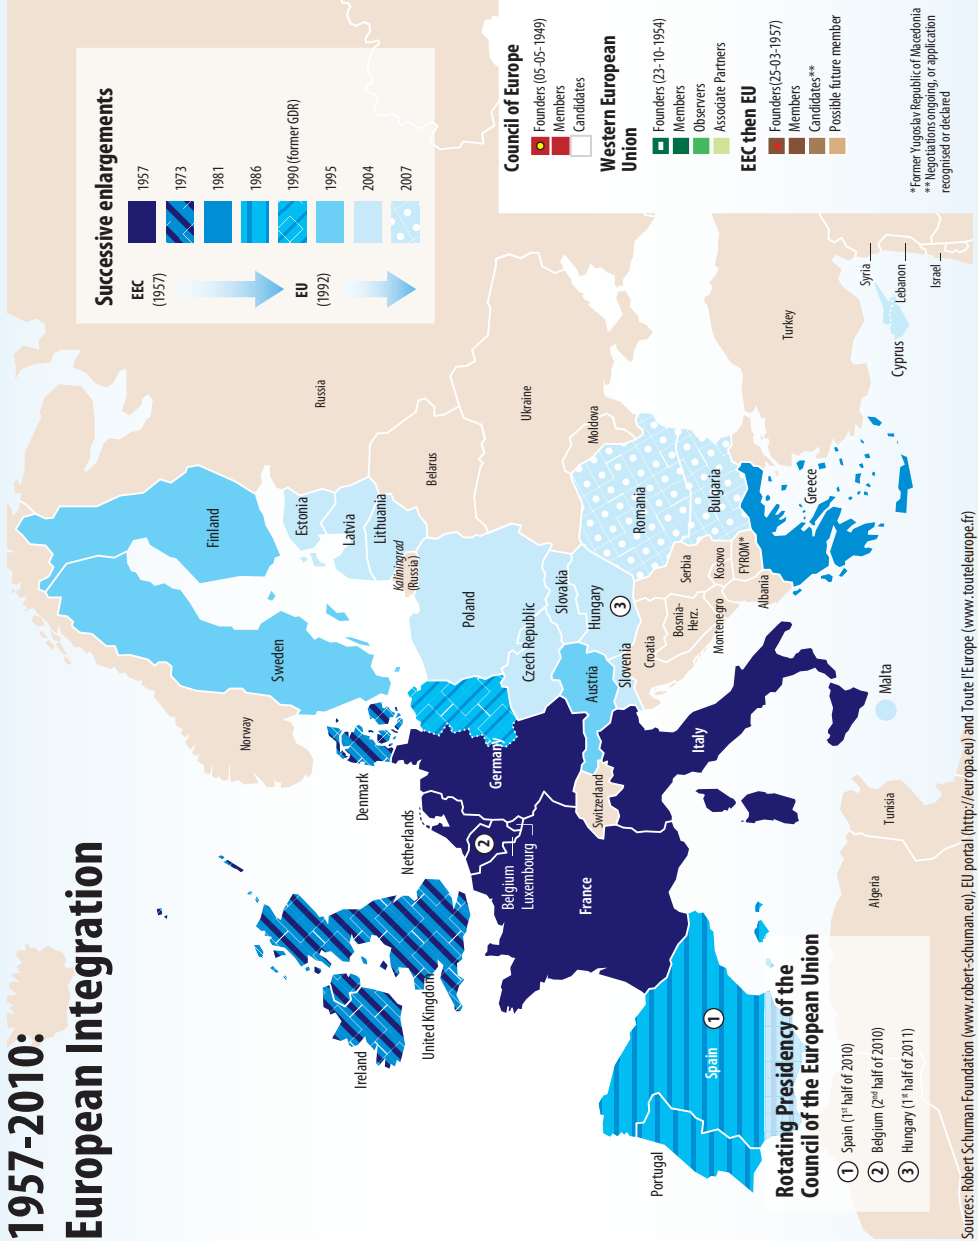 1957-2010:
European Integration
Successive enlargements
EEC
(1957)
EU
(1992)
1957
1973
1981
1986
1990 (former GDR)
1995
2004
2007
Council of Europe
Founders (05-05-1949)
Members
Candidates
Western European
Union
Founders (23-10-1954)
Members
Observers
Associate Partners
EEC then EU
Founders(25-03-1957)
Members
Candidates**
Possible future member
*Former Yugoslav Republic of Macedonia
** Negotiations ongoing, or application
recognised or declared
Norway
Sweden
Finland
Russia
Estonia
Latvia
Lithuania
Kaliningrad
(Russia)
Belarus
Denmark
Ireland
United Kingdom
Netherlands
Belgium
Luxembourg
2
Germany
Poland
Czech Republic
Slovakia
Ukraine
Moldova
France
Switzerland
Austria
Hungary
3
Slovenia
Croatia
Bosnia-
Herz.
Serbia
Montenegro
Kosovo
FYROM*
Albania
Romania
Bulgaria
Greece
Turkey
Italy
Malta
Cyprus
Syria
Lebanon
Israel
Portugal
Spain
1
Algeria
Tunisia
Rotating Presidency of the
Council of the European Union
1 Spain (1st half of 2010)
2 Belgium (2nd half of 2010)
3 Hungary (1st half of 2011)
Sources: Robert Schuman Foundation (www.robert-schuman.eu), EU portal (http://europa.eu) and Toute l'Europe (www.touteleurope.fr)